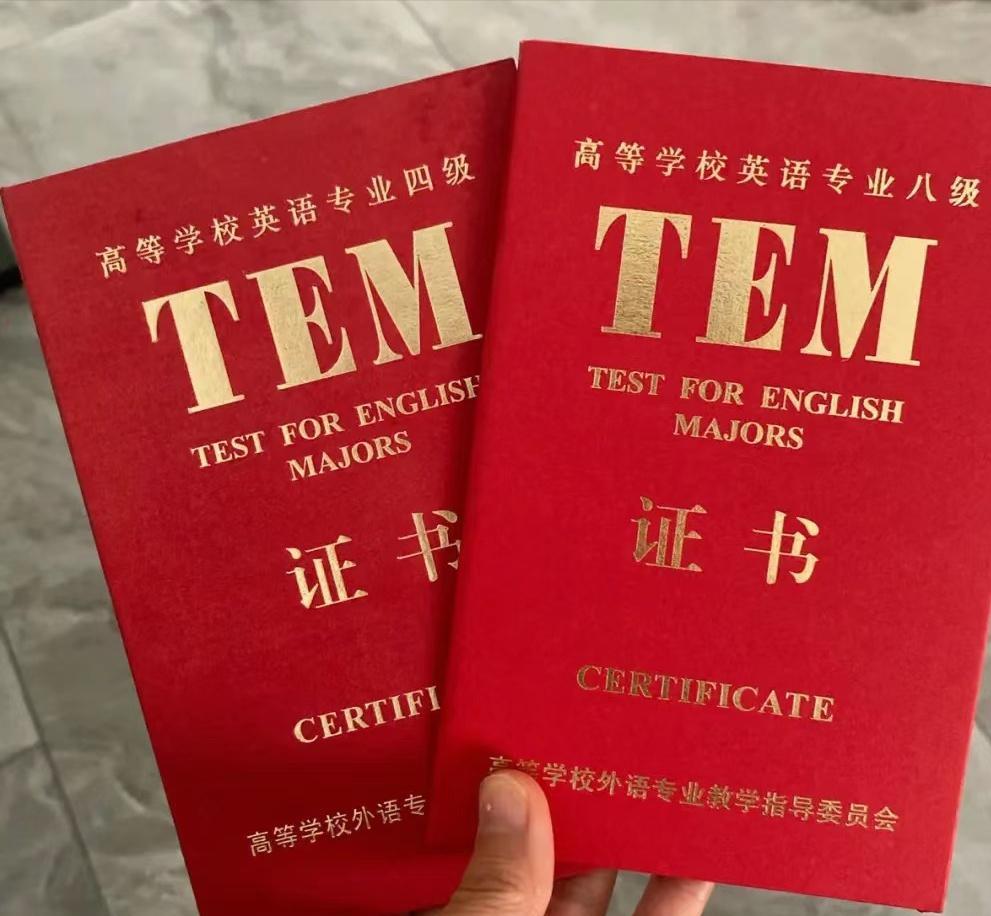 高等学校英语专业四级
TEM
TEST FOR ENGLISH
MAJORS
证书
CERTIFI
高等学校外语专
高等学校英语专业八级
TEM
TEST FOR ENGLISH
MAJORS
证书
CERTIFICATE
高等学校外语专业教学指导委员会